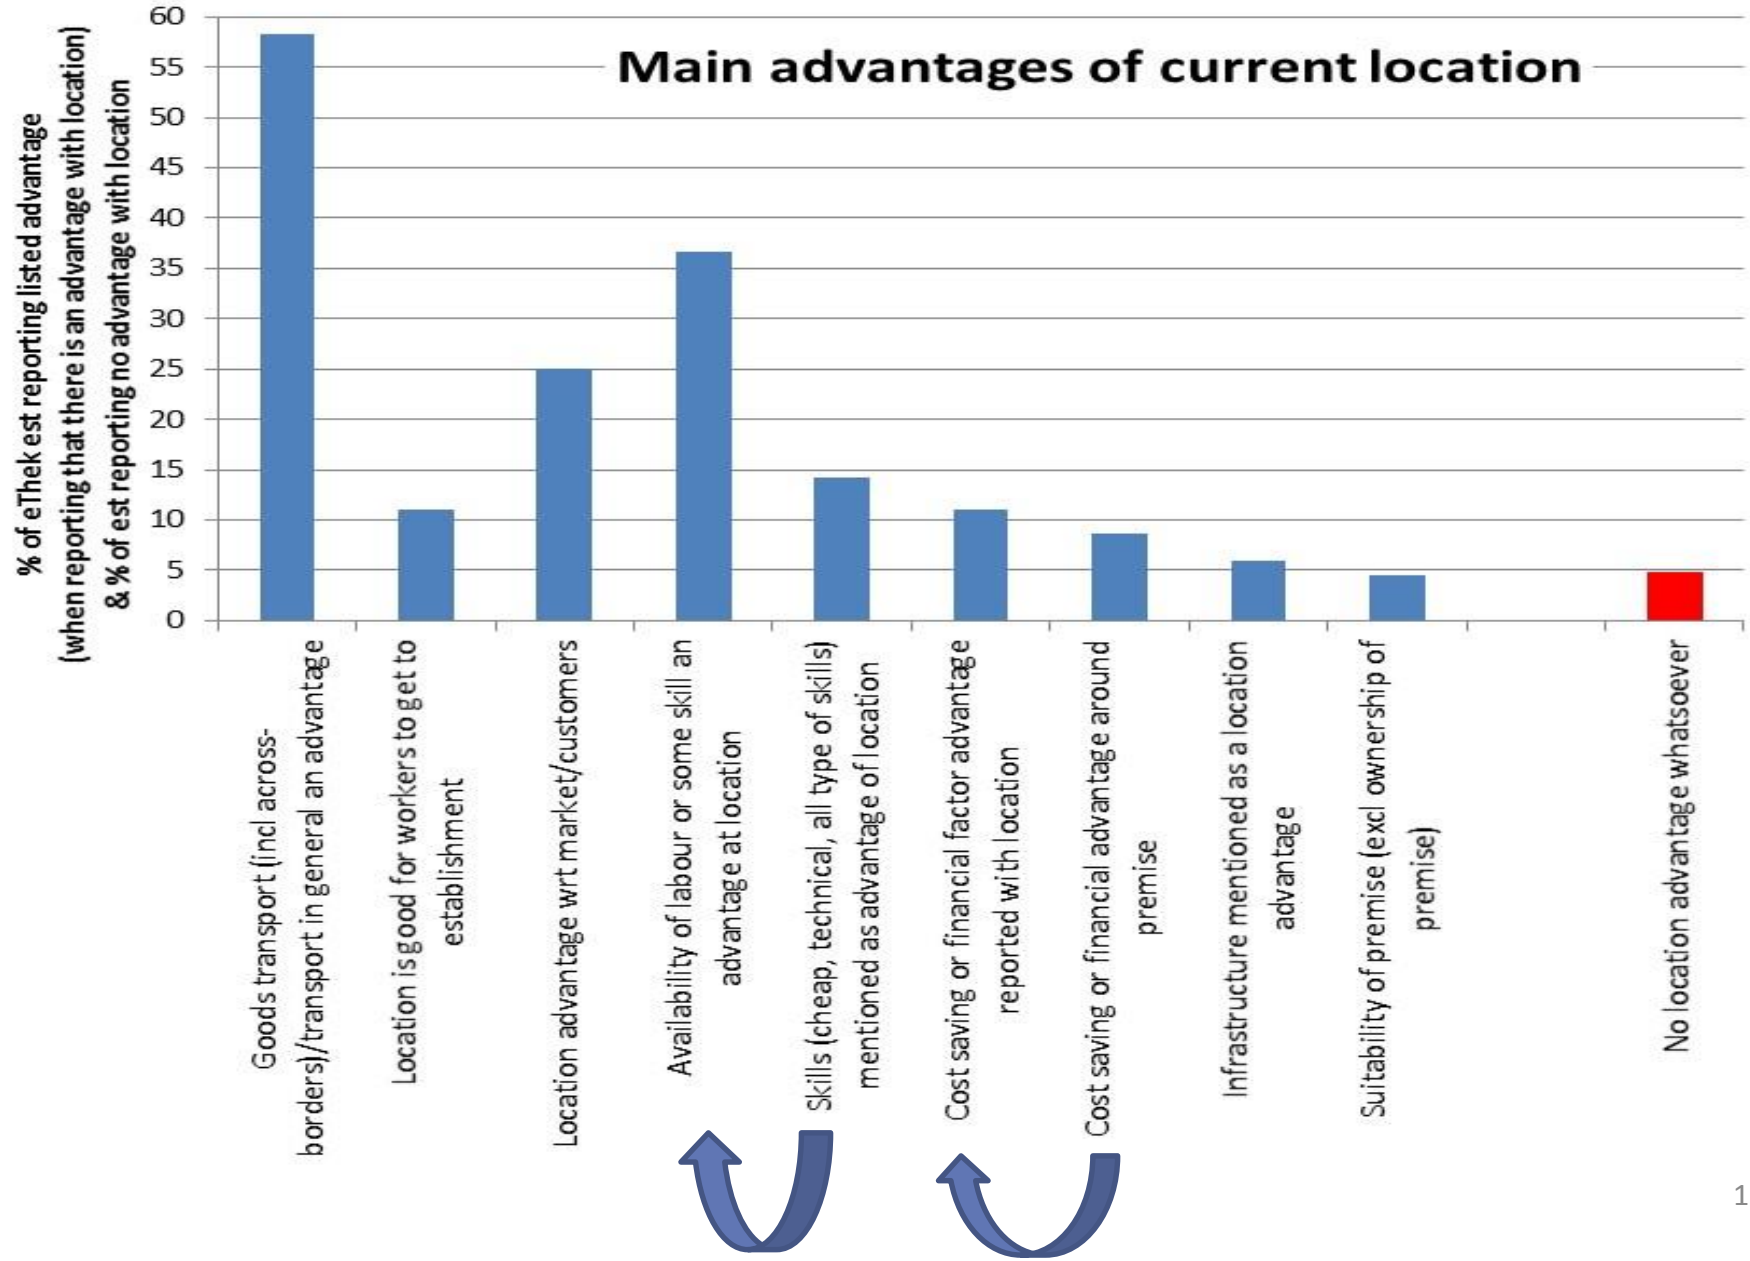 Main advantages of current location
% of eThek est reporting listed advantage
(when reporting that there is an advantage with location)
& % of est reporting no advantage with location
60
55
50
45
40
35
30
25
20
15
10
5
0
Goods transport (incl across-
borders)/transport in general an advantage
Location is good for workers to get to
establishment
Location advantage wrt market/customers
Availability of labour or some skill an
advantage at location
Skills (cheap, technical, all type of skills)
mentioned as advantage of location
Cost saving or financial factor advantage
reported with location
Cost saving or financial advantage around
premise
Infrastructure mentioned as a location
advantage
Suitability of premise (excl ownership of
premise)
No location advantage whatsoever
1